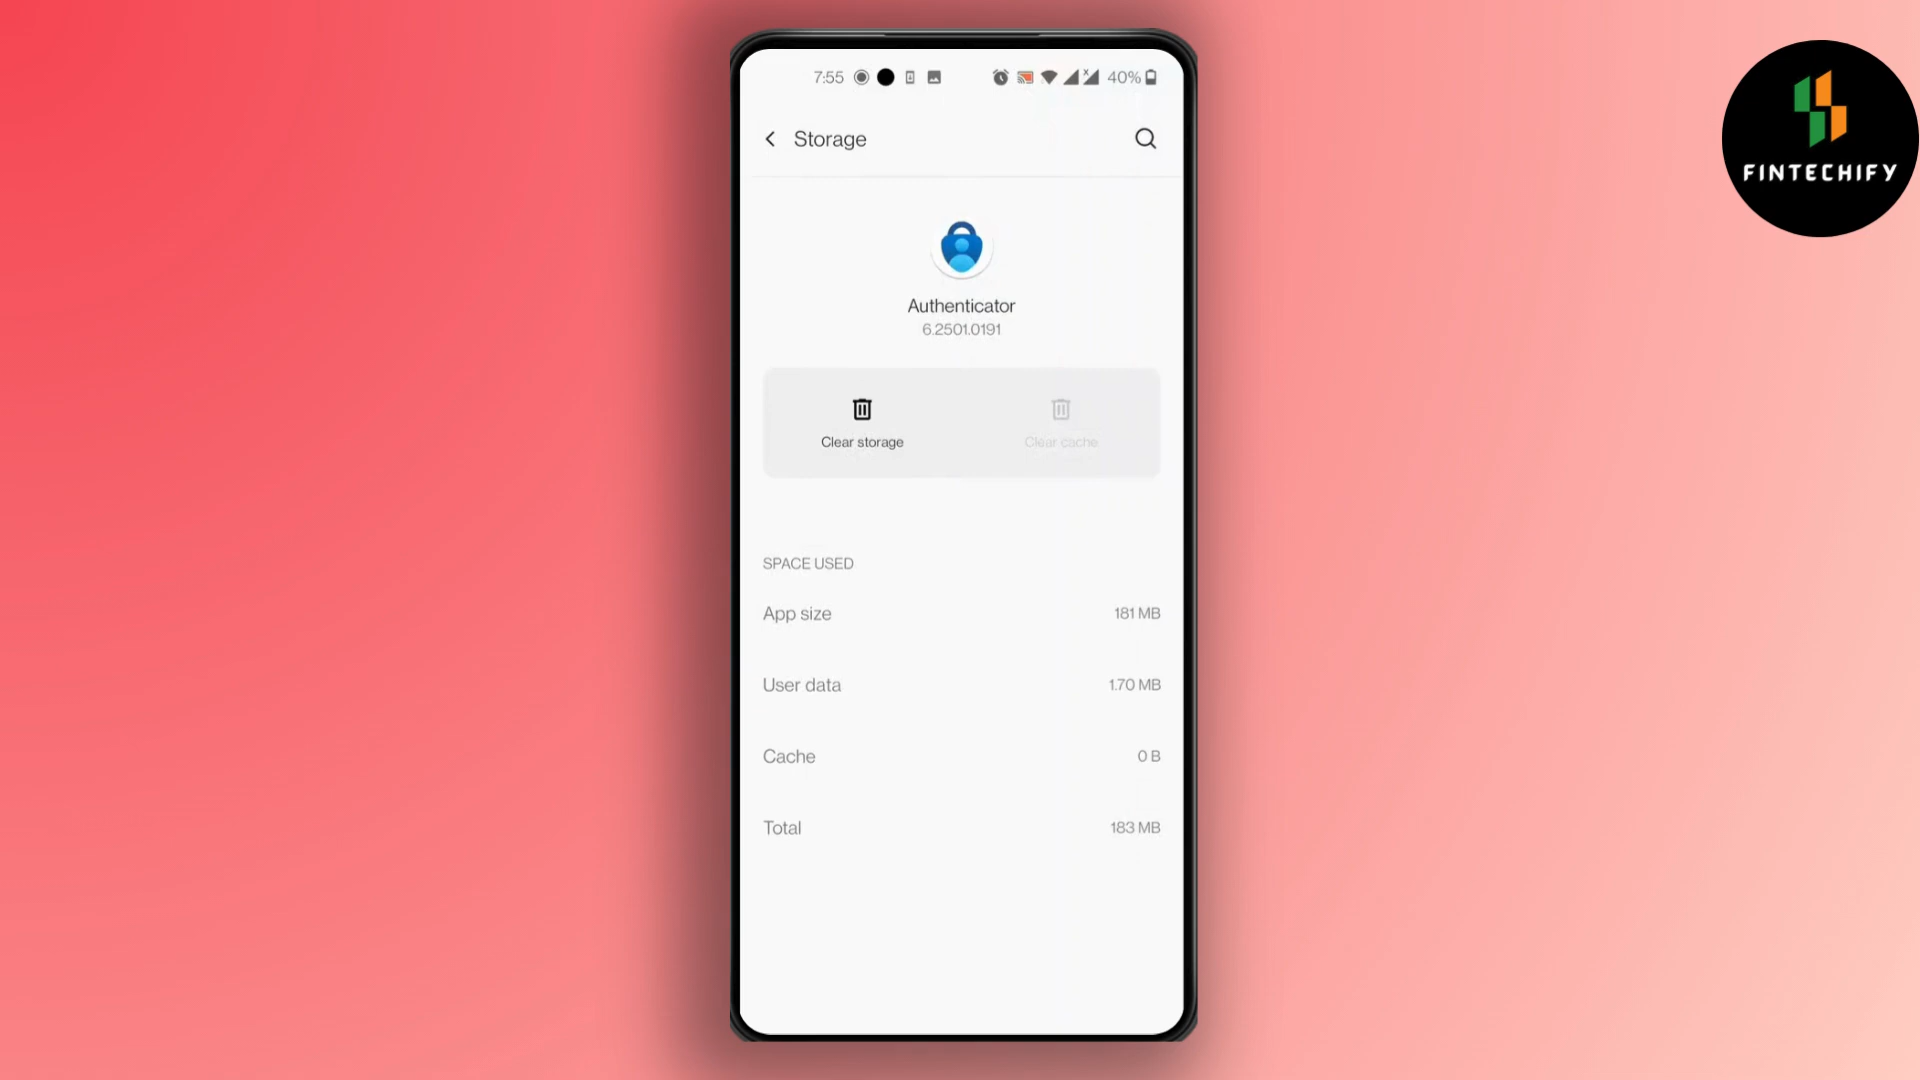 7:55 40%
Storage
FINTECHIFY
Authenticator
6.2501.0191
Clear storage Clear cache
SPACE USED
App size 181 MB
User data 1.70 MB
Cache 0 B
Total 183 MB